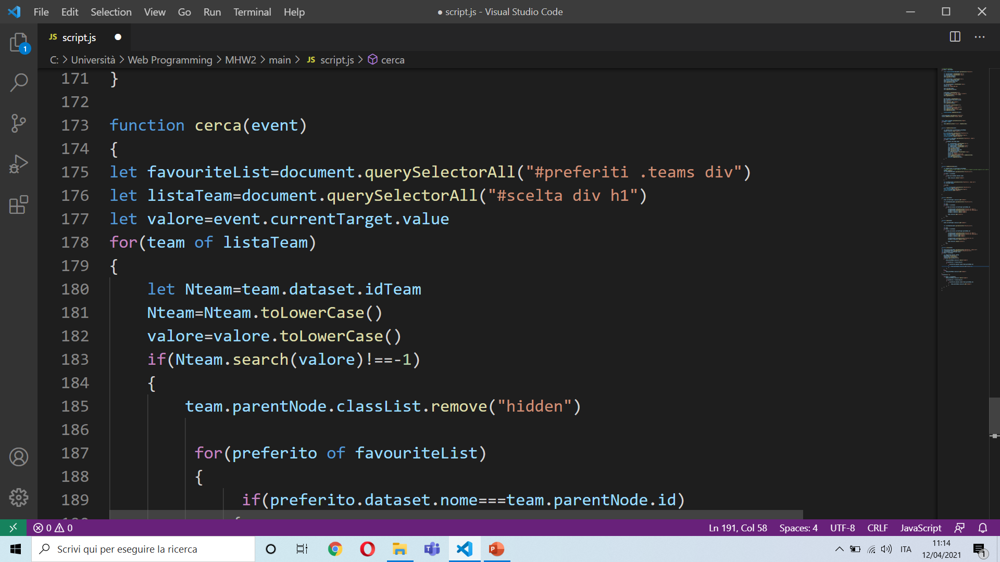 File Edit Selection View Go Run Terminal Help
● script.js - Visual Studio Code
JS script.js ●
C: > Università > Web Programming > MHW2 > main > JS script.js > cerca
1
171 }
172
173 function cerca(event)
174 {
175 let favouriteList=document.querySelectorAll("#preferiti .teams div")
176 let listaTeam=document.querySelectorAll("#scelta div h1")
177 let valore=event.currentTarget.value
178 for(team of listaTeam)
179 {
180 let Nteam=team.dataset.idTeam
181 Nteam=Nteam.toLowerCase()
182 valore=valore.toLowerCase()
183 if(Nteam.search(valore)!==-1)
184 {
185 team.parentNode.classList.remove("hidden")
186
187 for(preferito of favouriteList)
188 {
189 if(preferito.dataset.nome===team.parentNode.id)
0 0
Ln 191, Col 58 Spaces: 4 UTF-8 CRLF JavaScript
Scrivi qui per eseguire la ricerca
ITA
11:14
12/04/2021
1